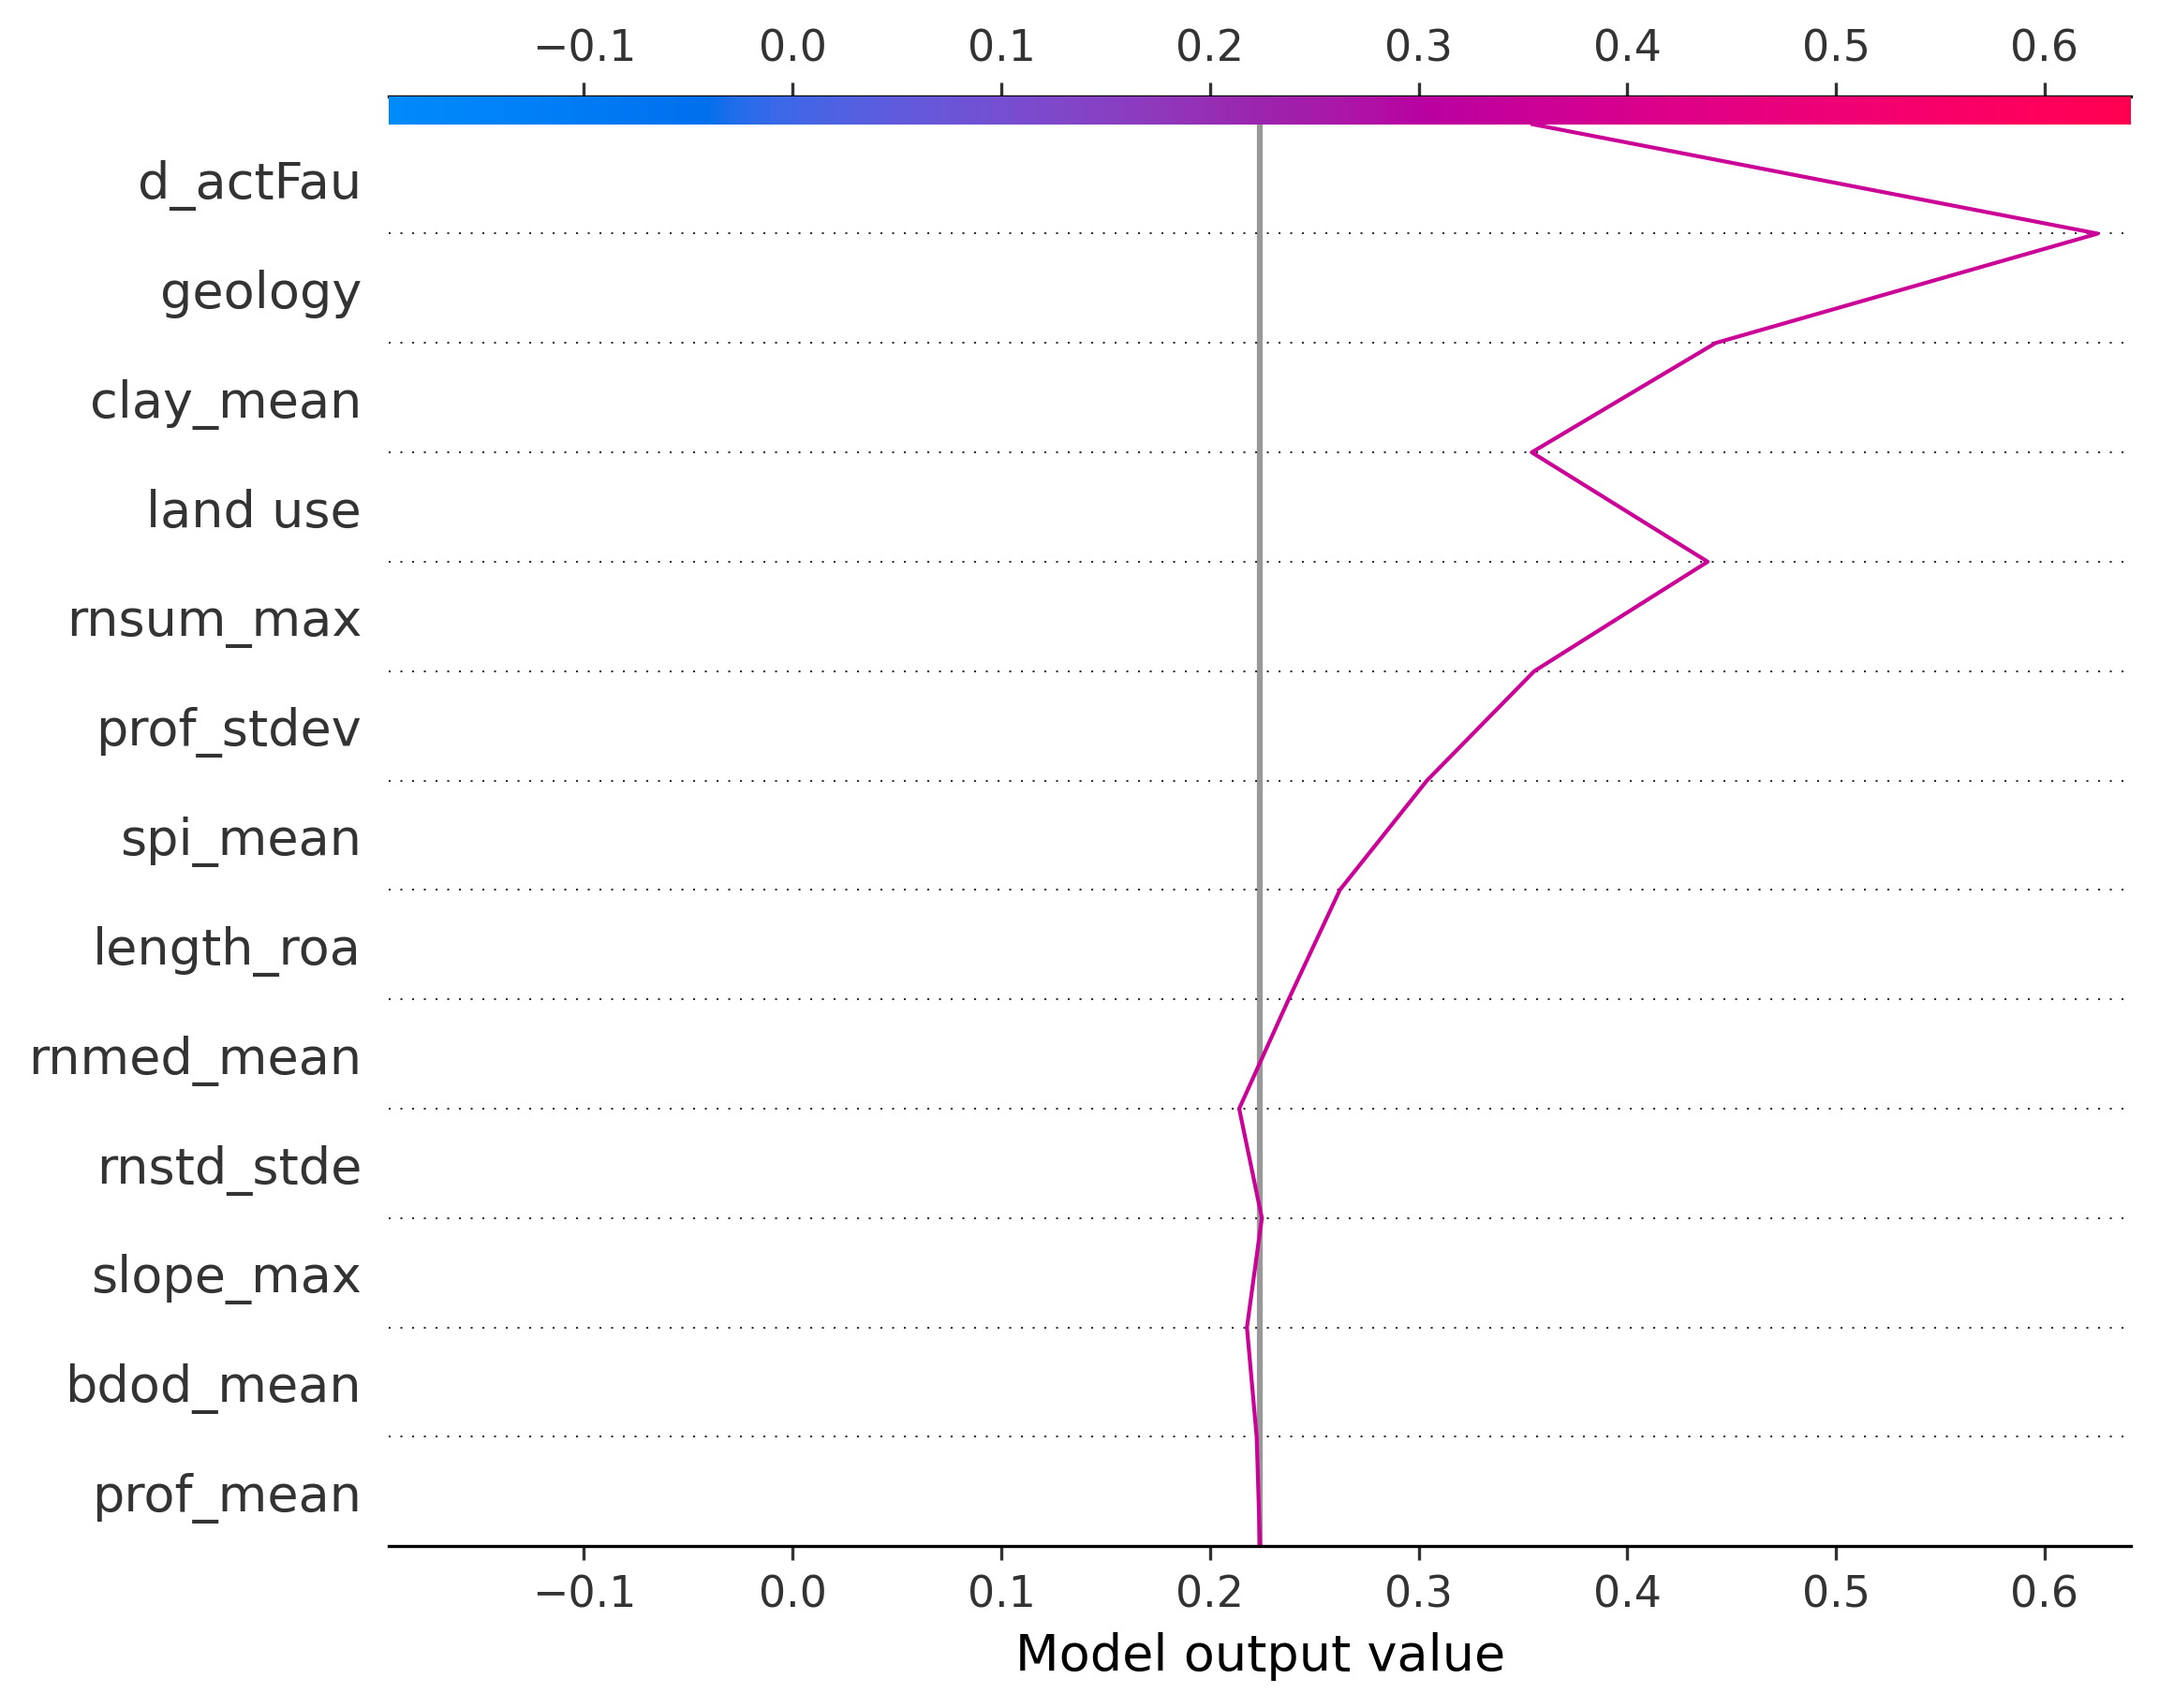 −0.1 0.0 0.1 0.2 0.3 0.4 0.5 0.6
d_actFau
geology
clay_mean
land use
rnsum_max
prof_stdev
spi_mean
length_roa
rnmed_mean
rnstd_stde
slope_max
bdod_mean
prof_mean
−0.1 0.0 0.1 0.2 0.3 0.4 0.5 0.6
Model output value